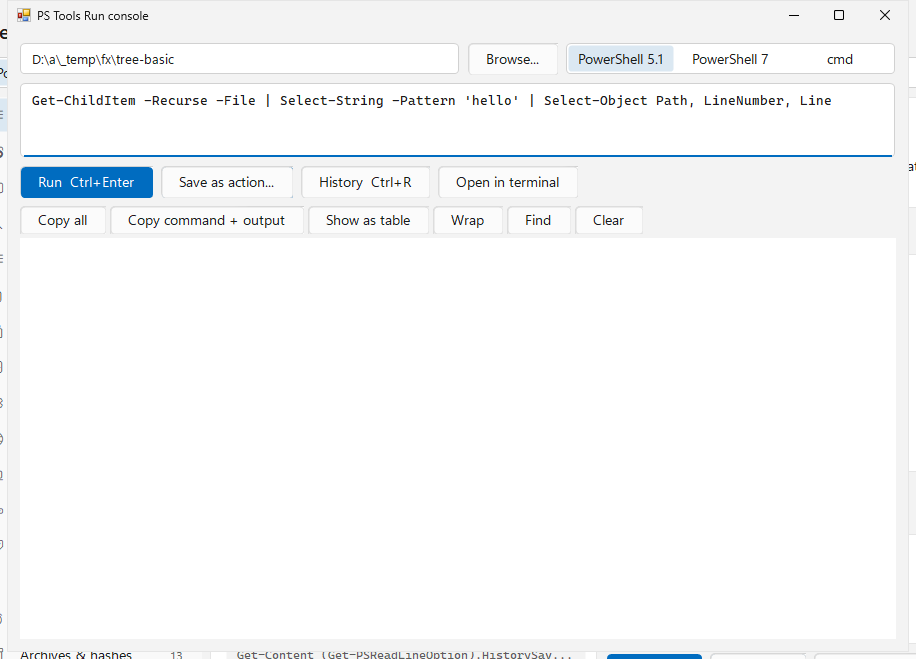 PS Tools Run console
D:\a\_temp\fx\tree-basic Browse... PowerShell 5.1 PowerShell 7 cmd
Get-ChildItem -Recurse -File | Select-String -Pattern 'hello' | Select-Object Path, LineNumber, Line
Run Ctrl+Enter Save as action... History Ctrl+R Open in terminal
Copy all Copy command + output Show as table Wrap Find Clear
Archives & hashes 13 Get-Content (Get-PSReadLineOption).HistorySav...